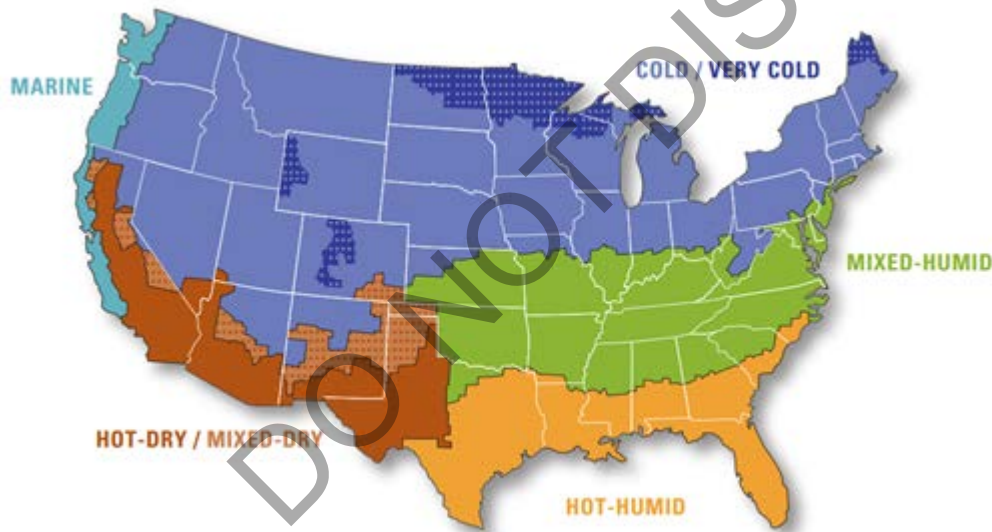 MARINE
COLD / VERY COLD
MIXED-HUMID
HOT-DRY / MIXED-DRY
HOT-HUMID
DO NOT DIS